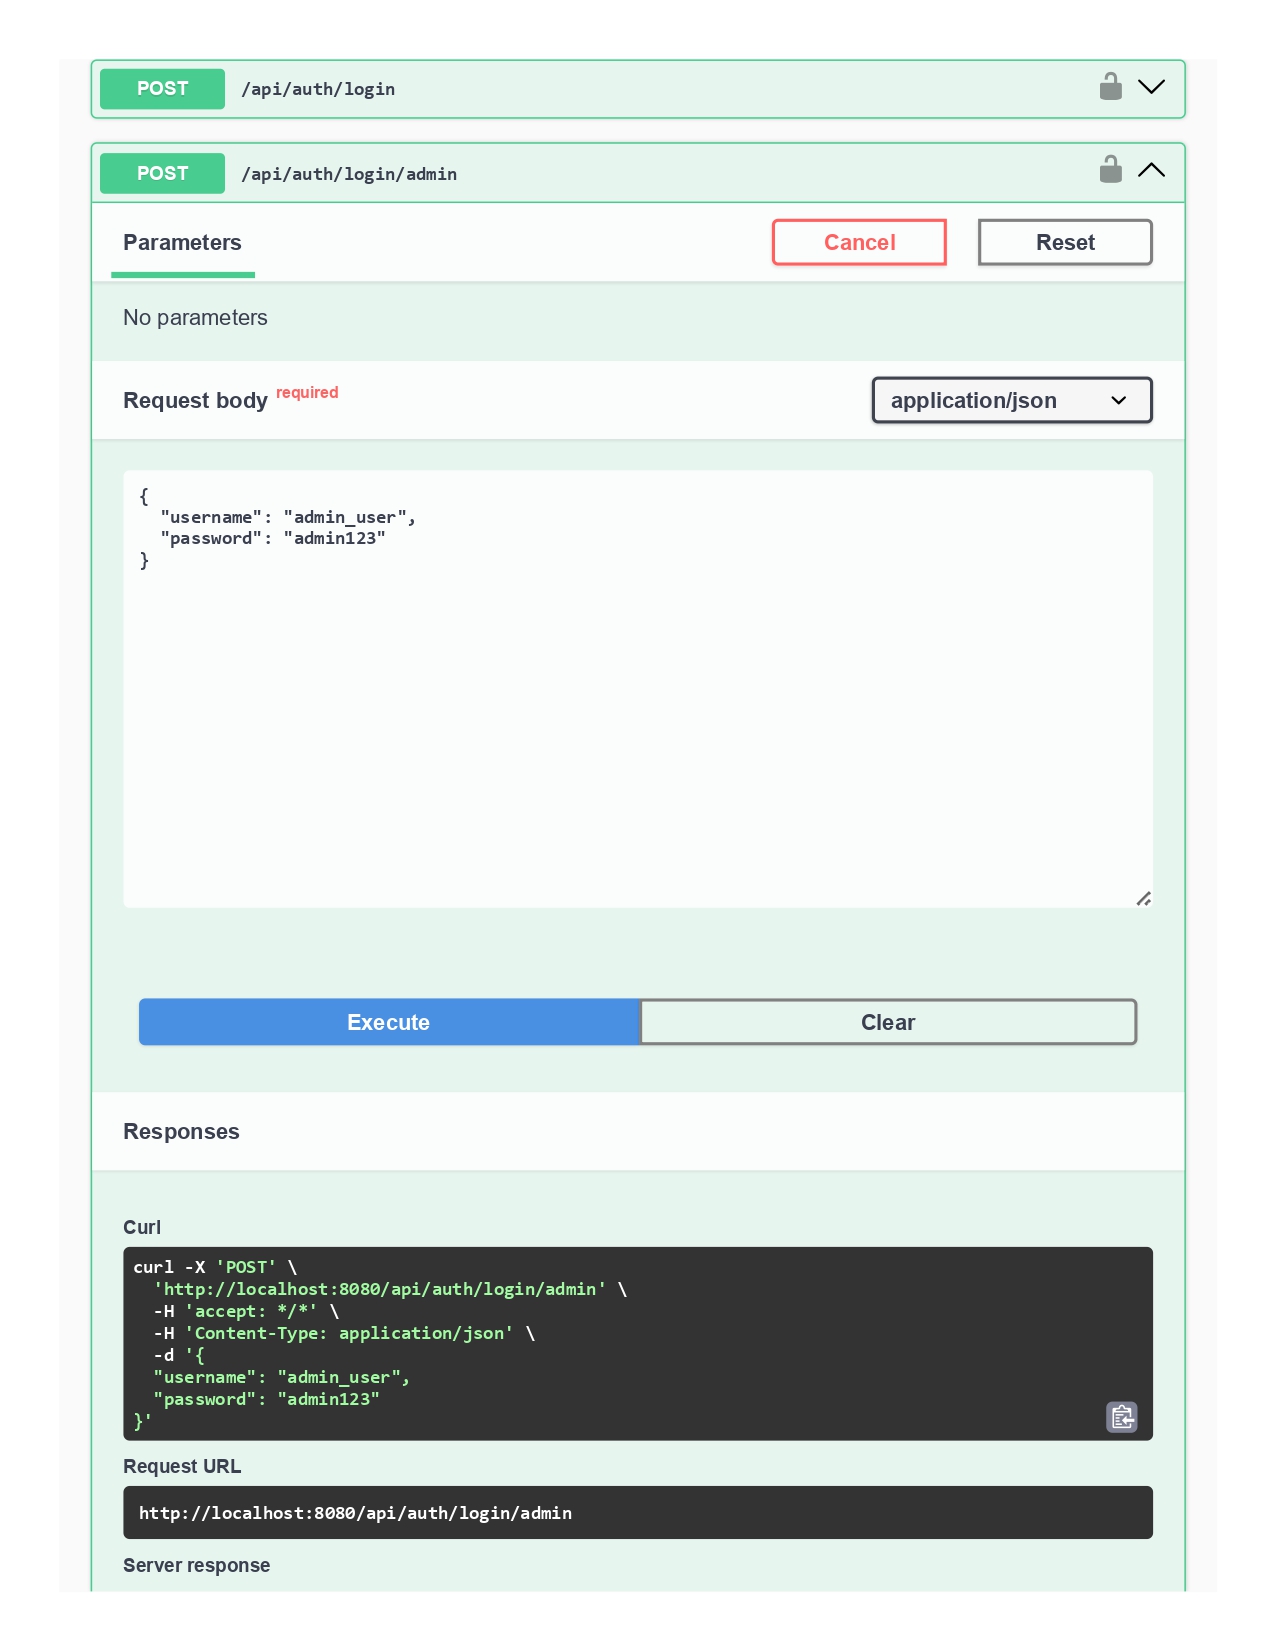 POST /api/auth/login
POST /api/auth/login/admin
Parameters
Cancel
Reset
No parameters
Request body required
application/json
{
  "username": "admin_user",
  "password": "admin123"
}
Execute
Clear
Responses
Curl
curl -X 'POST' \
  'http://localhost:8080/api/auth/login/admin' \
  -H 'accept: */*' \
  -H 'Content-Type: application/json' \
  -d '{
  "username": "admin_user",
  "password": "admin123"
}'
Request URL
http://localhost:8080/api/auth/login/admin
Server response